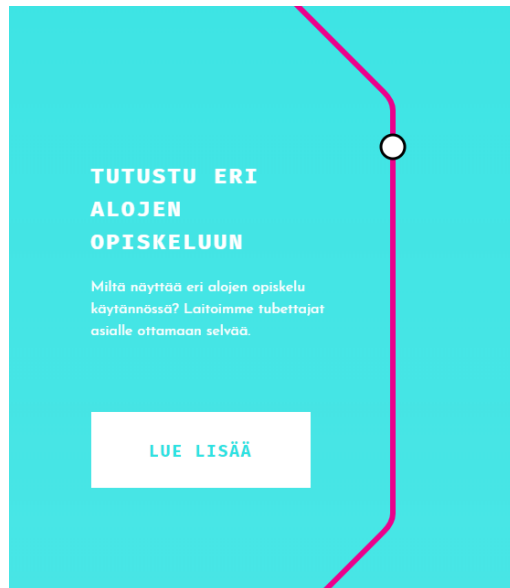 TUTUSTU ERI
ALOJEN
OPISKELUUN
Miltä näyttää eri alojen opiskelu
käytännössä? Laitoimme tubettajat
asialle ottamaan selvää.
LUE LISÄÄ